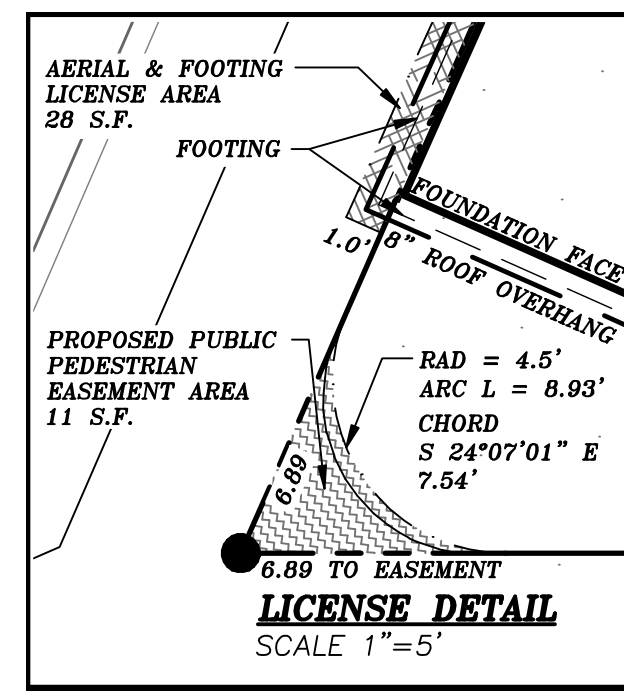 AERIAL & FOOTING
LICENSE AREA
28 S.F.
FOOTING
1.0'
8"
FOUNDATION FACE
ROOF OVERHANG
PROPOSED PUBLIC
PEDESTRIAN
EASEMENT AREA
11 S.F.
RAD = 4.5'
ARC L = 8.93'
CHORD
S 24°07'01" E
7.54'
6.89
6.89 TO EASEMENT
LICENSE DETAIL
SCALE 1"=5'